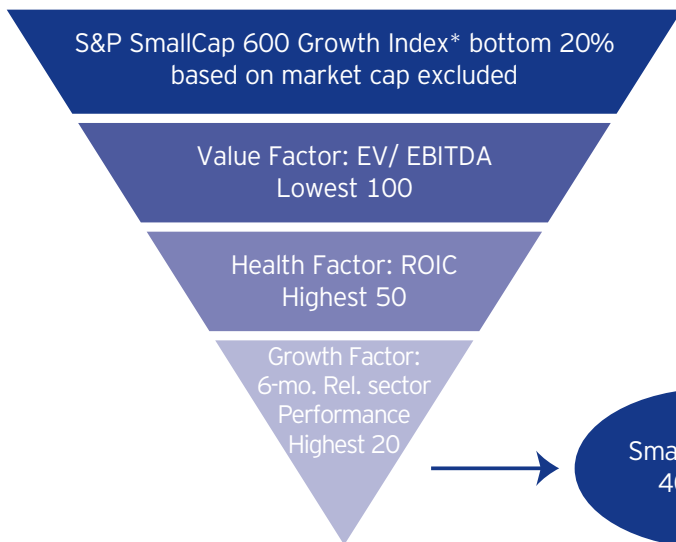 S&P SmallCap 600 Growth Index* bottom 20%
based on market cap excluded
Value Factor: EV/ EBITDA
Lowest 100
Health Factor: ROIC
Highest 50
Growth Factor:
6-mo. Rel. sector
Performance
Highest 20